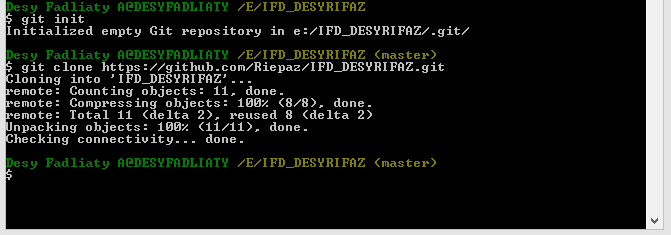 Desy Fadliaty A@DESYFADLIATY /E/IFD_DESYRIFAZ
$ git init
Initialized empty Git repository in e:/IFD_DESYRIFAZ/.git/
Desy Fadliaty A@DESYFADLIATY /E/IFD_DESYRIFAZ (master)
$ git clone https://github.com/Riepaz/IFD_DESYRIFAZ.git
Cloning into 'IFD_DESYRIFAZ'...
remote: Counting objects: 11, done.
remote: Compressing objects: 100% (8/8), done.
remote: Total 11 (delta 2), reused 8 (delta 2)
Unpacking objects: 100% (11/11), done.
Checking connectivity... done.
Desy Fadliaty A@DESYFADLIATY /E/IFD_DESYRIFAZ (master)
$